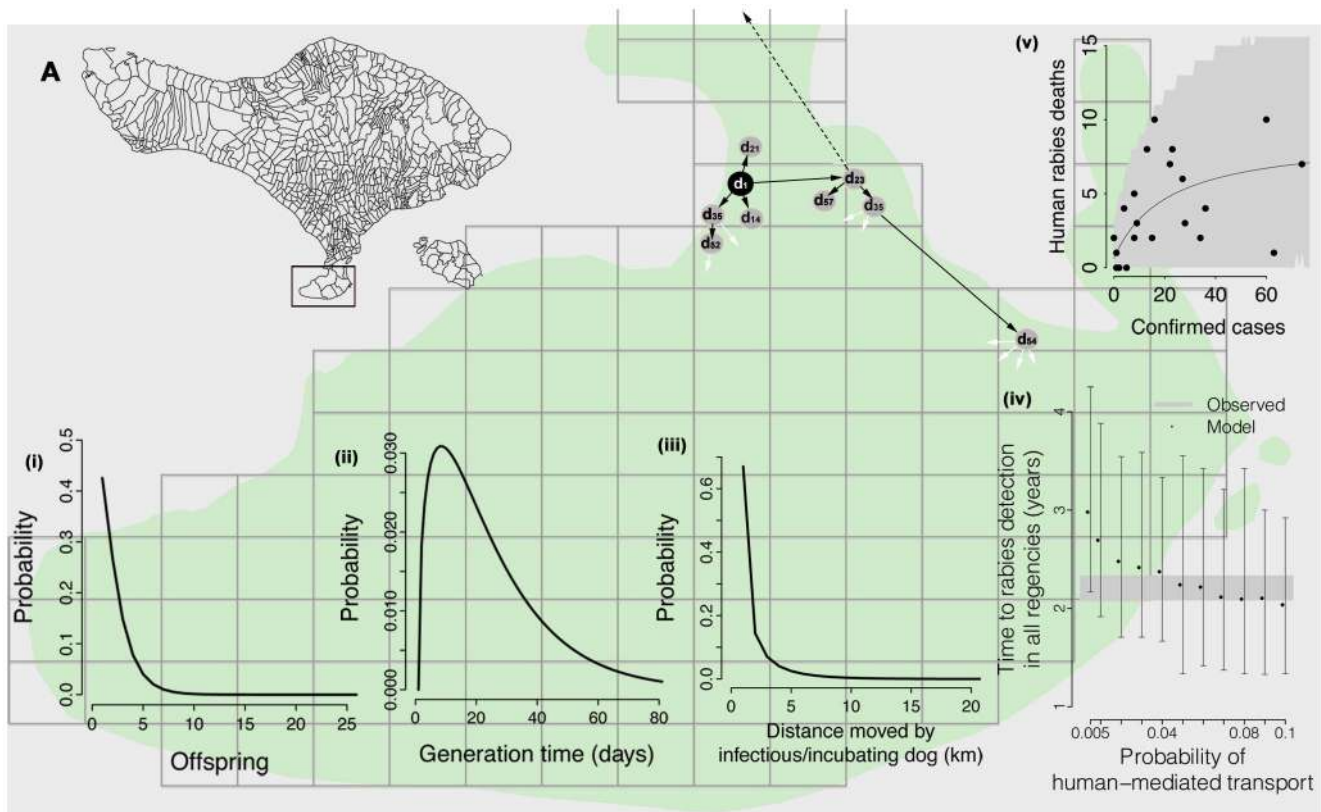 A
d21
d1
d23
d35
d14
d57
d35
d52
d54
(v)
Human rabies deaths
0
5
10
15
0 20 40 60
Confirmed cases
(i)
Probability
0.0
0.1
0.2
0.3
0.4
0.5
0 5 10 15 20 25
Offspring
(ii)
Probability
0.000
0.010
0.020
0.030
0 20 40 60 80
Generation time (days)
(iii)
Probability
0.0
0.2
0.4
0.6
0 5 10 15 20
Distance moved by
infectious/incubating dog (km)
(iv)
Observed
Model
Time to rabies detection
in all regencies (years)
1
2
3
4
0.005 0.04 0.08 0.1
Probability of
human–mediated transport